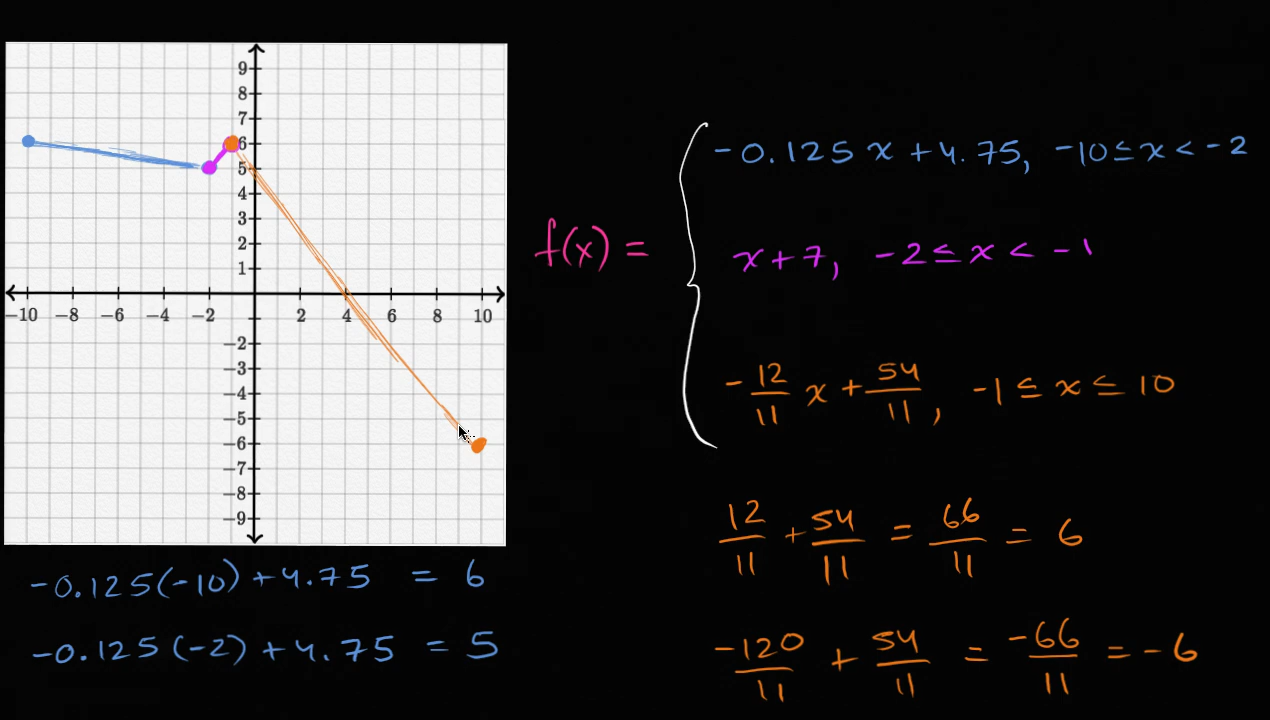 9
8
7
6
5
4
3
2
1
−10 −8 −6 −4 −2 2 4 6 8 10
−2
−3
−4
−5
−6
−7
−8
−9
f(x) =
-0.125x + 4.75, -10 ≤ x < -2
x + 7, -2 ≤ x < -1
-12/11 x + 54/11, -1 ≤ x ≤ 10
12/11 + 54/11 = 66/11 = 6
-120/11 + 54/11 = -66/11 = -6
-0.125(-10) + 4.75 = 6
-0.125(-2) + 4.75 = 5